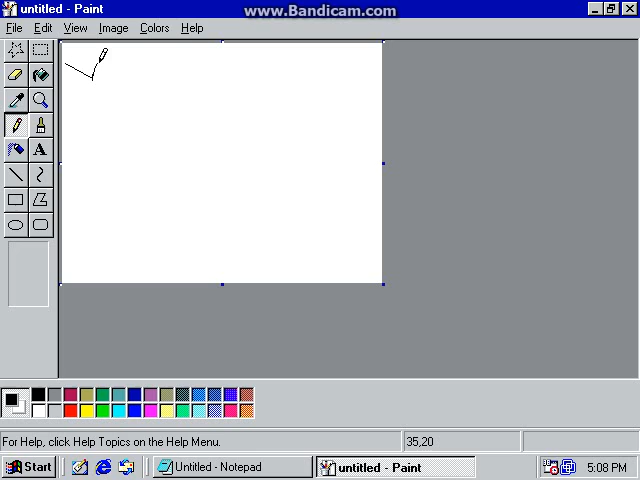 untitled - Paint
www.Bandicam.com
File Edit View Image Colors Help
A
For Help, click Help Topics on the Help Menu.
35,20
Start
Untitled - Notepad
untitled - Paint
5:08 PM